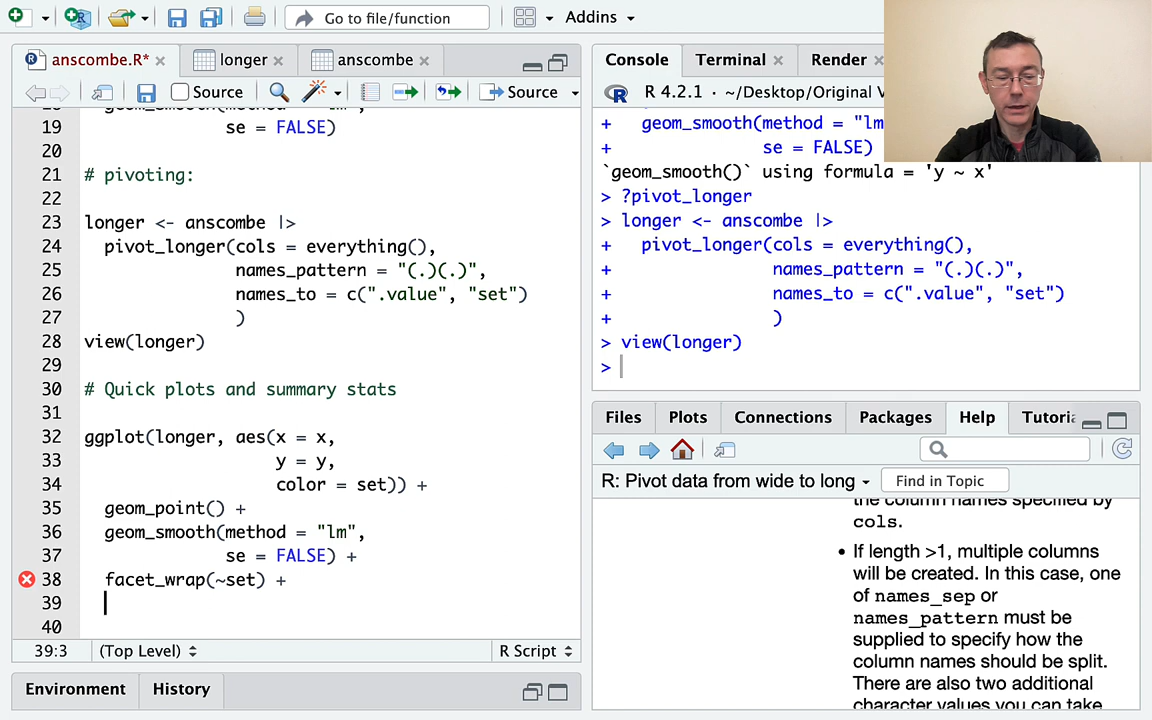 Go to file/function
Addins
anscombe.R*
longer
anscombe
Source
Source
19 se = FALSE)
20
21 # pivoting:
22
23 longer <- anscombe |>
24 pivot_longer(cols = everything(),
25 names_pattern = "(.)(.)",
26 names_to = c(".value", "set")
27 )
28 view(longer)
29
30 # Quick plots and summary stats
31
32 ggplot(longer, aes(x = x,
33 y = y,
34 color = set)) +
35 geom_point() +
36 geom_smooth(method = "lm",
37 se = FALSE) +
38 facet_wrap(~set) +
39
40
39:3 (Top Level) R Script
Environment History
Console Terminal Render
R 4.2.1 · ~/Desktop/Original V
+ geom_smooth(method = "lm
+ se = FALSE)
`geom_smooth()` using formula = 'y ~ x'
> ?pivot_longer
> longer <- anscombe |>
+ pivot_longer(cols = everything(),
+ names_pattern = "(.)(.)",
+ names_to = c(".value", "set")
+ )
> view(longer)
>
Files Plots Connections Packages Help Tutoria
R: Pivot data from wide to long Find in Topic
the column names specified by
cols.
• If length >1, multiple columns
will be created. In this case, one
of names_sep or
names_pattern must be
supplied to specify how the
column names should be split.
There are also two additional
character values you can take